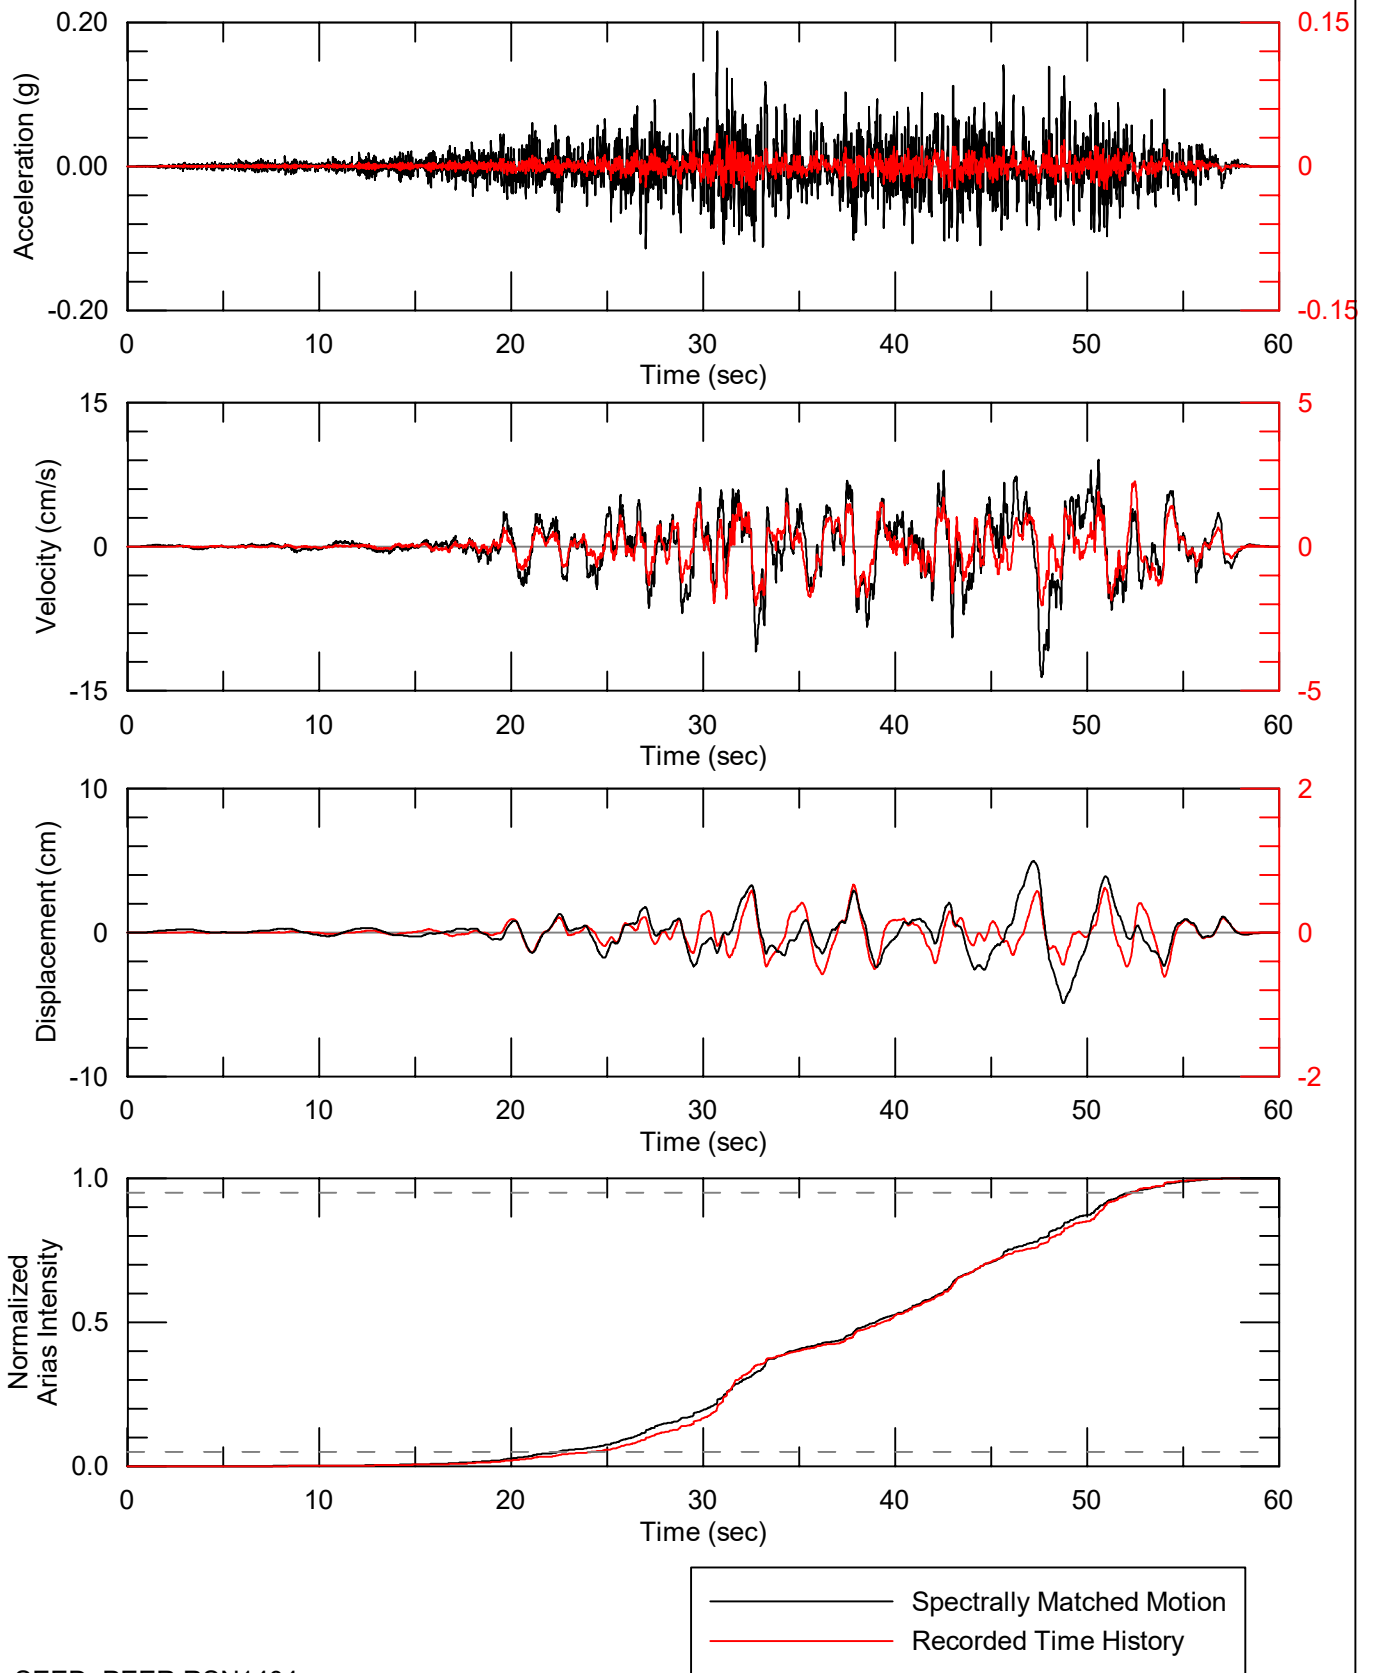 0.20
0.15
Acceleration (g)
0.00
0
-0.20
-0.15
0 10 20 30 40 50 60
Time (sec)
15
5
Velocity (cm/s)
0
0
-15
-5
0 10 20 30 40 50 60
Time (sec)
10
2
Displacement (cm)
0
0
-10
-2
0 10 20 30 40 50 60
Time (sec)
1.0
Normalized
Arias Intensity
0.5
0.0
0 10 20 30 40 50 60
Time (sec)
Spectrally Matched Motion
Recorded Time History